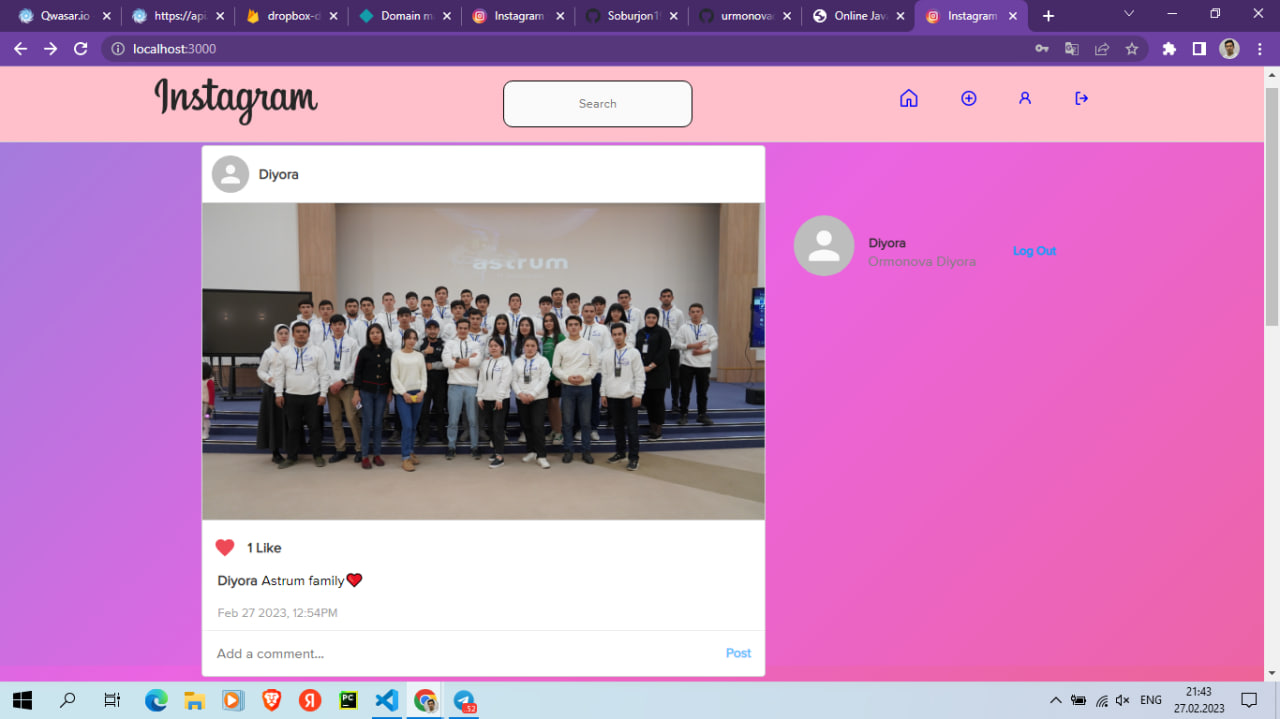 Qwasar.io
https://api.
dropbox-d
Domain m
Instagram
Soburjon1
urmonova
Online Jav
Instagram
localhost:3000
Instagram
Search
Diyora
astrum
Diyora
Ormonova Diyora
Log Out
1 Like
Diyora Astrum family
Feb 27 2023, 12:54PM
Add a comment...
Post
PC
52
ENG
21:43
27.02.2023